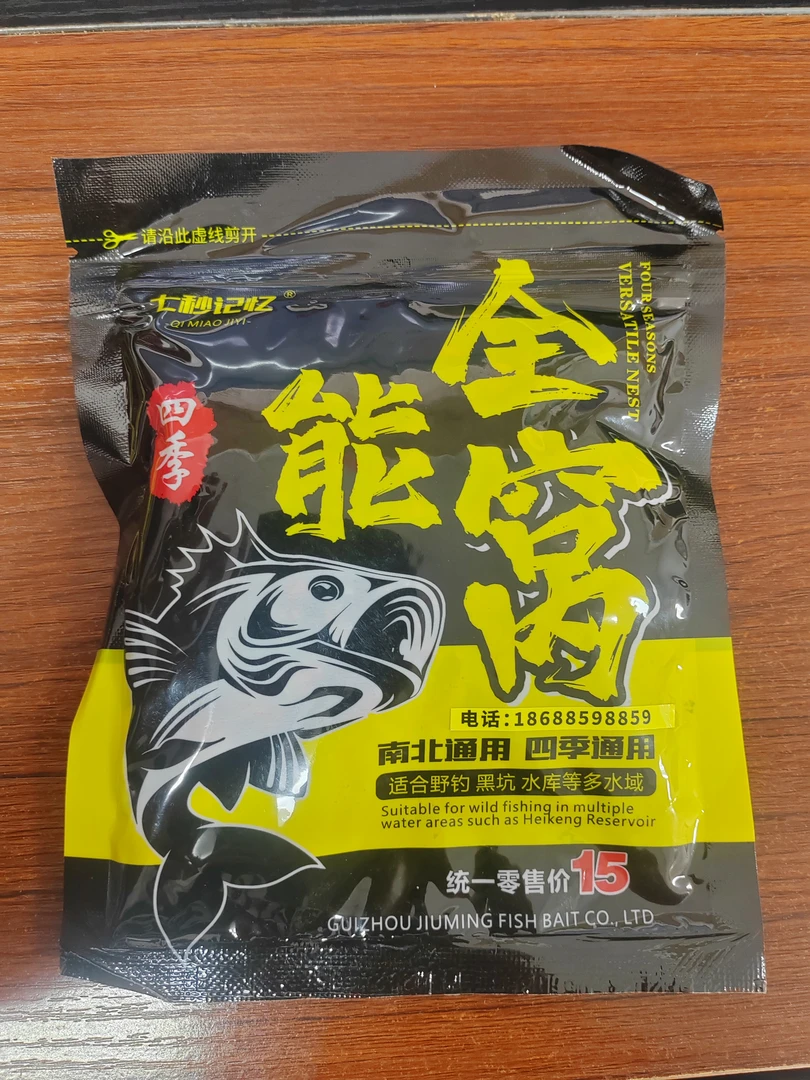 请沿此虚线剪开
七秒记忆®
-QI MIAO JIYI-
四季
全能窝
FOUR SEASONS
VERSATILE NEST
电话:18688598859
南北通用 四季通用
适合野钓 黑坑 水库等多水域
Suitable for wild fishing in multiple
water areas such as Heikeng Reservoir
统一零售价15
GUIZHOU JIUMING FISH BAIT CO., LTD